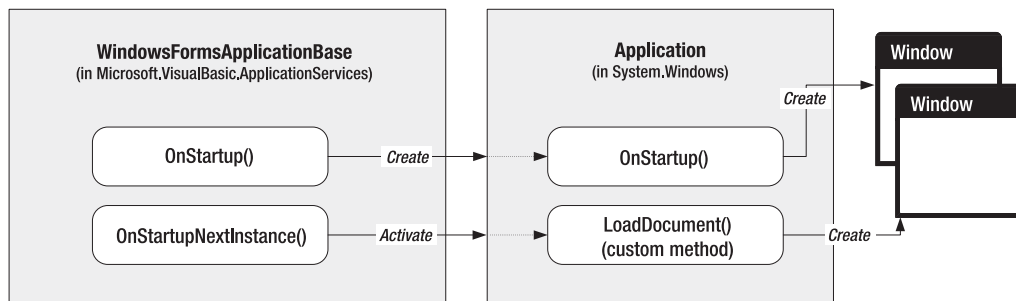 WindowsFormsApplicationBase
(in Microsoft.VisualBasic.ApplicationServices)
OnStartup()
Create
OnStartupNextInstance()
Activate
Application
(in System.Windows)
OnStartup()
Create
LoadDocument()
(custom method)
Create
Window
Window